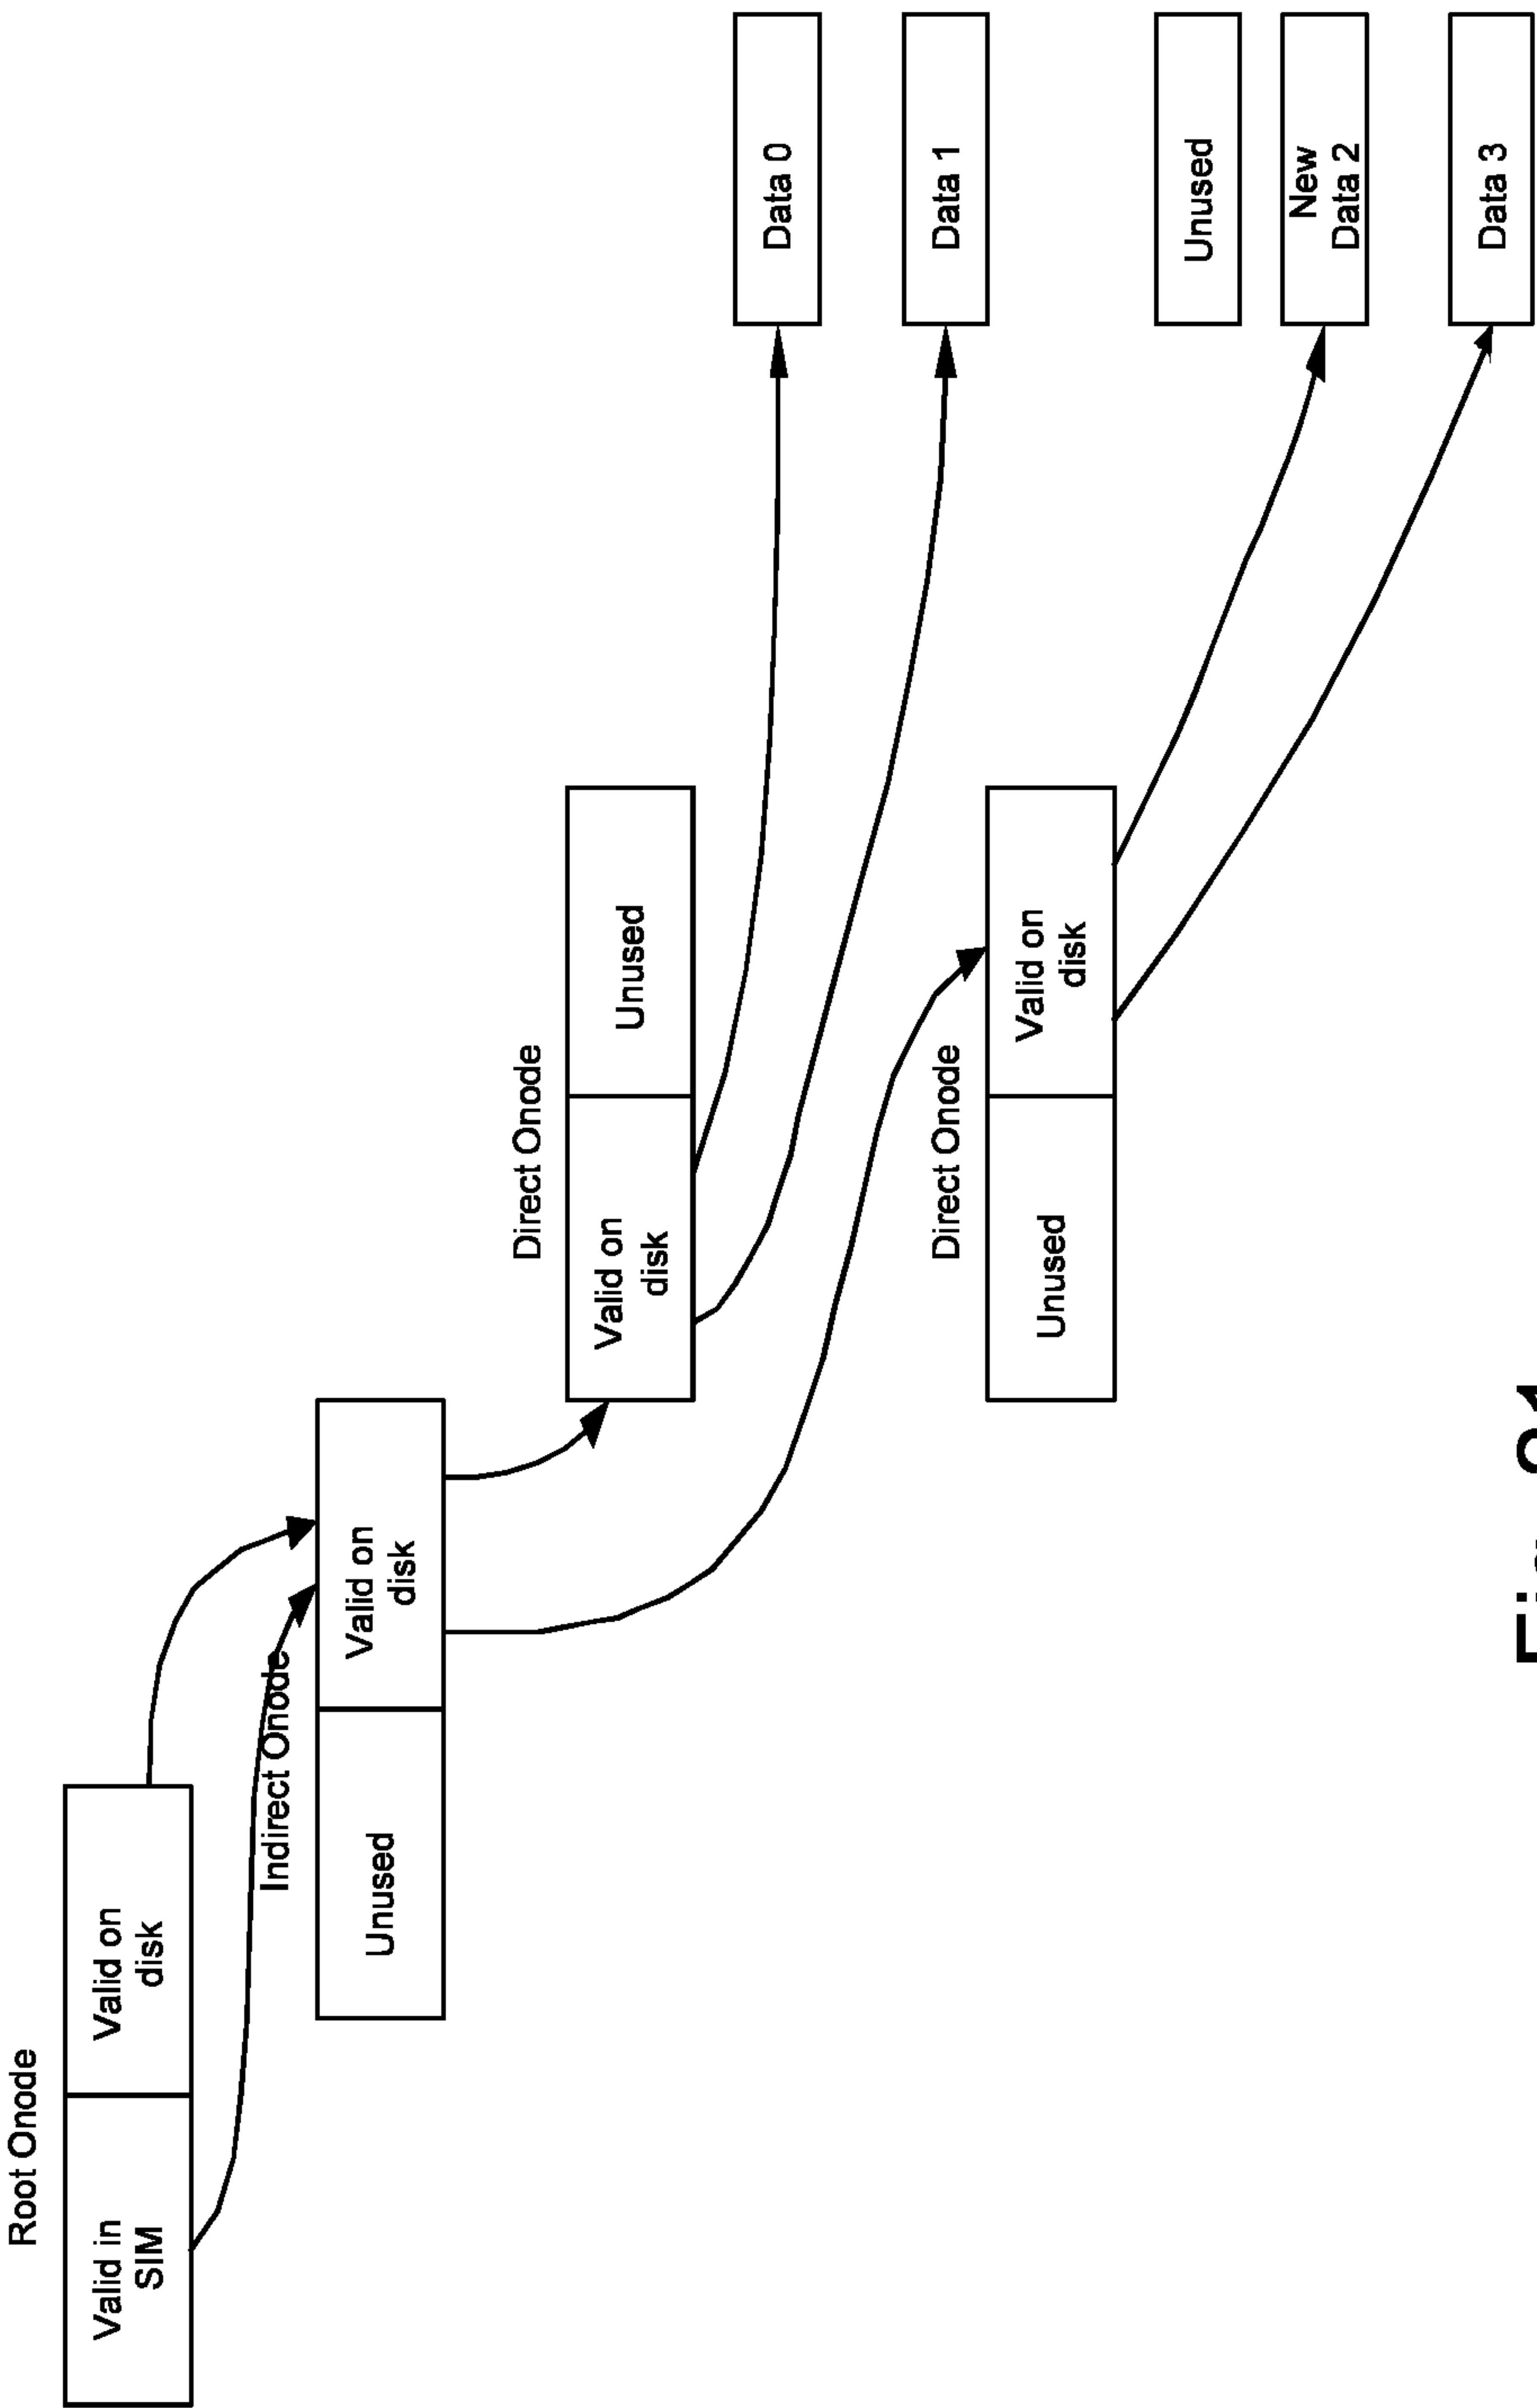 Root Onode
Valid in
SIM
Valid on
disk
Indirect Onode
Unused
Valid on
disk
Direct Onode
Valid on
disk
Unused
Data 0
Data 1
Direct Onode
Unused
Valid on
disk
Unused
New
Data 2
Data 3